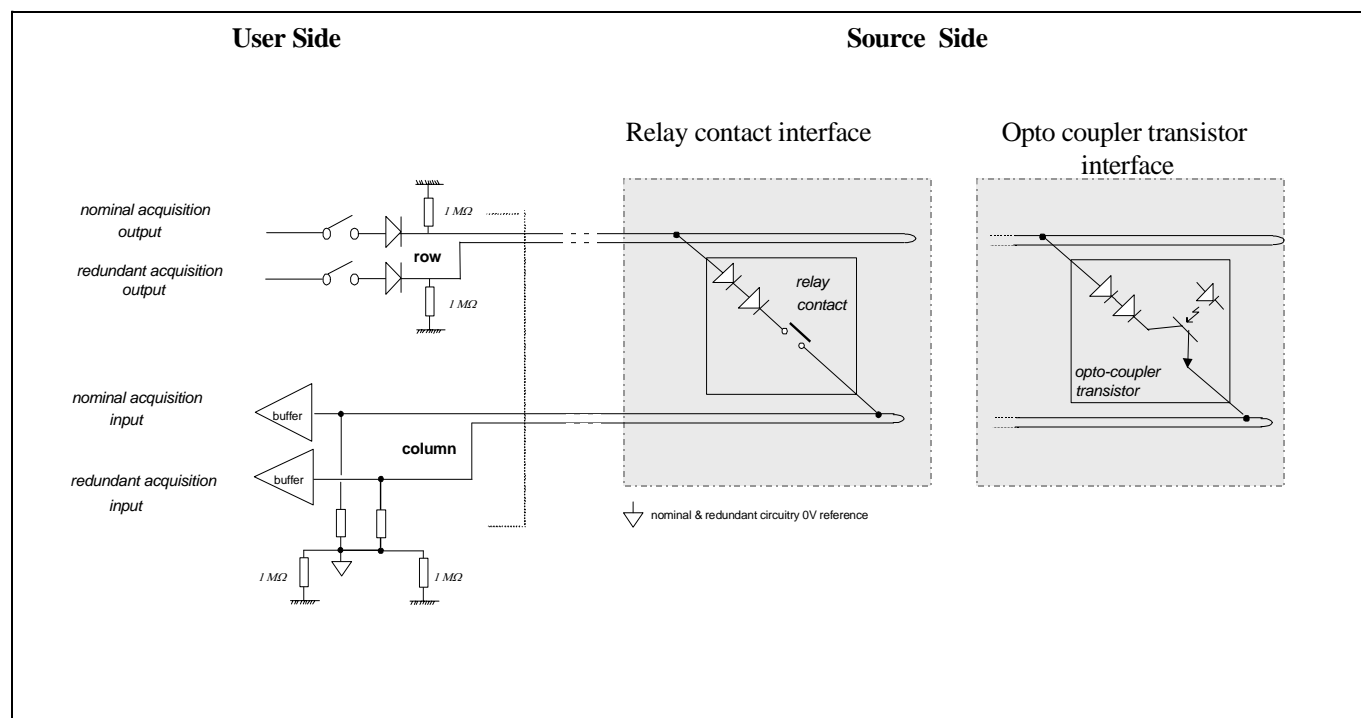 User Side
Source Side
Relay contact interface
Opto coupler transistor
interface
nominal acquisition
output
1 MΩ
redundant acquisition
output
row
1 MΩ
relay
contact
opto-coupler
transistor
nominal acquisition
input
buffer
column
redundant acquisition
input
buffer
nominal & redundant circuitry 0V reference
1 MΩ
1 MΩ